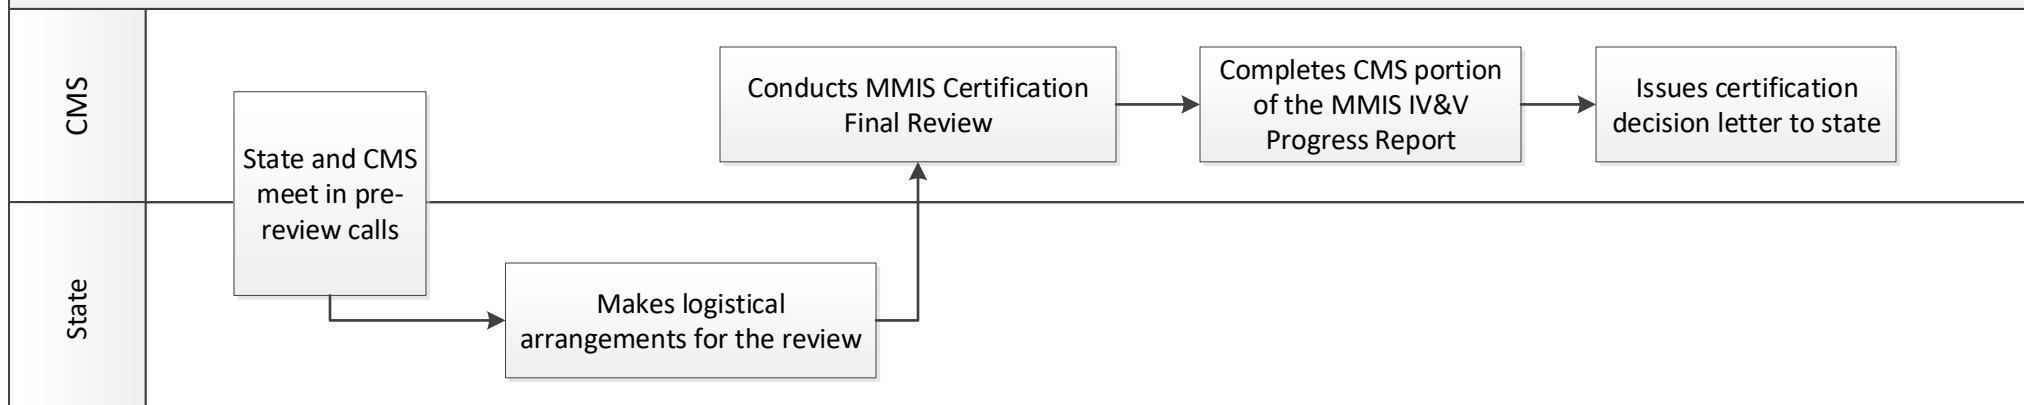 CMS
State and CMS
meet in pre-
review calls
Conducts MMIS Certification
Final Review
Completes CMS portion
of the MMIS IV&V
Progress Report
Issues certification
decision letter to state
State
Makes logistical
arrangements for the review